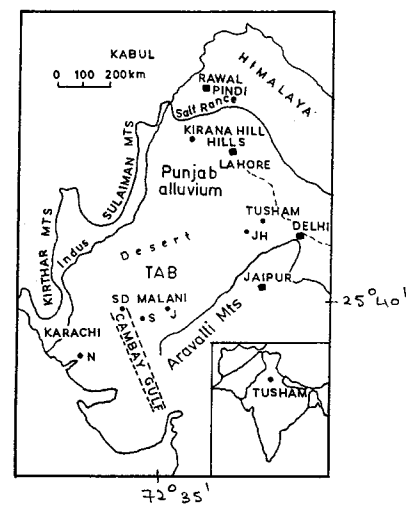 KABUL
0 100 200km
HIMALAYA
RAWAL
PINDI
Salt Range
KIRANA HILL
HILLS
LAHORE
SULAIMAN MTS
Punjab
alluvium
KIRTHAR MTS
Indus
TUSHAM
JH
DELHI
Desert
TAB
JAIPUR
SD MALANI
S J
25° 40'
KARACHI
N
CAMBAY GULF
Aravalli Mts
TUSHAM
72° 35'